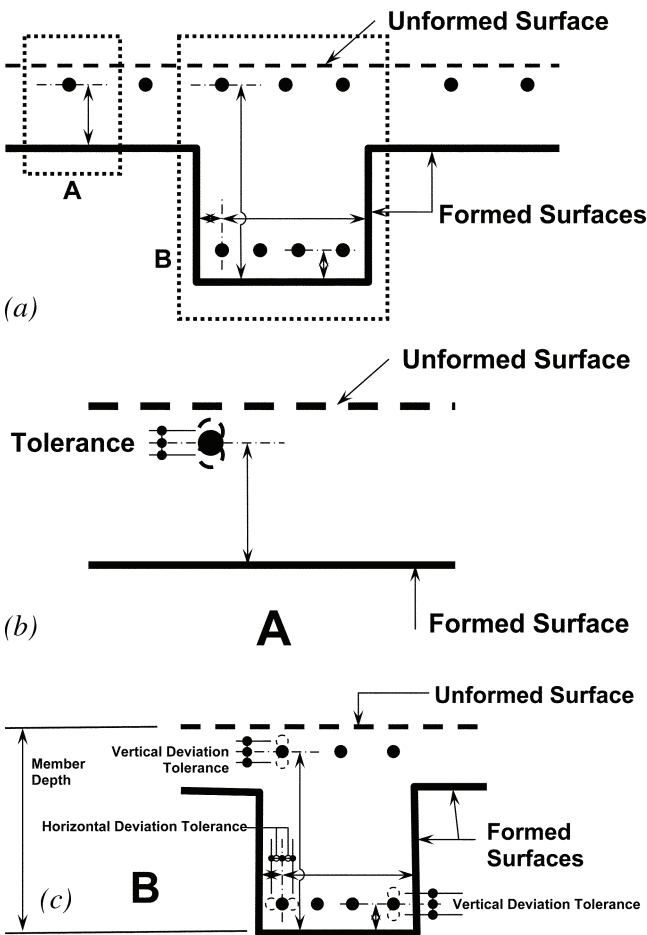 Unformed Surface
A
Formed Surfaces
B
(a)
Unformed Surface
Tolerance
(b)
A
Formed Surface
Unformed Surface
Member
Depth
Vertical Deviation
Tolerance
Horizontal Deviation Tolerance
Formed
Surfaces
(c)
B
Vertical Deviation Tolerance